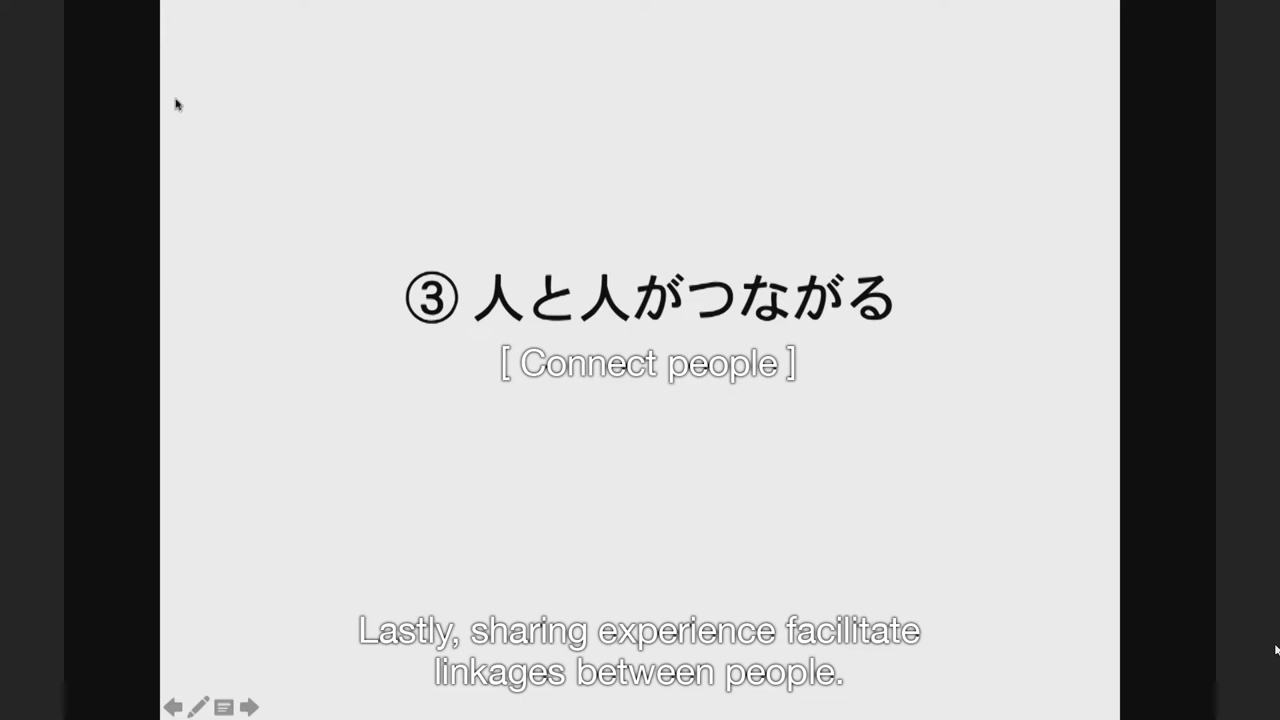 ③ 人と人がつながる
[ Connect people ]
Lastly, sharing experience facilitate
linkages between people.